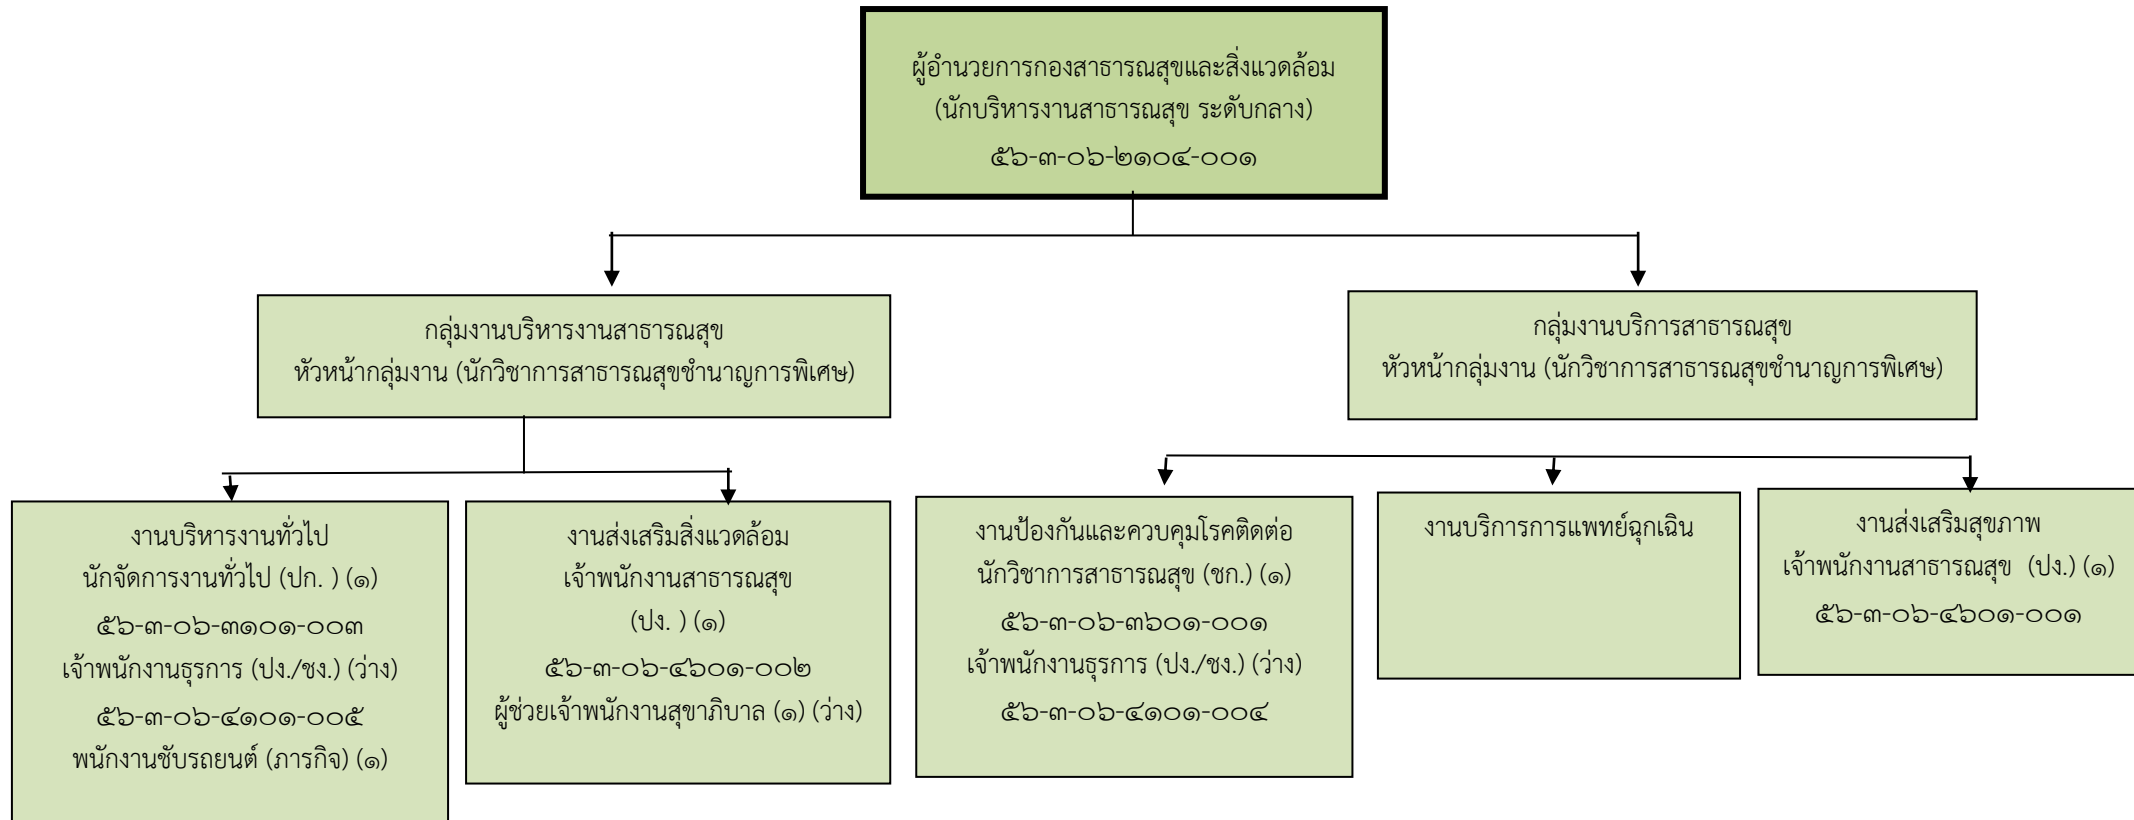 ผู้อำนวยการกองสาธารณสุขและสิ่งแวดล้อม
(นักบริหารงานสาธารณสุข ระดับกลาง)
๕๖-๓-๐๖-๒๑๐๔-๐๐๑
กลุ่มงานบริหารงานสาธารณสุข
หัวหน้ากลุ่มงาน (นักวิชาการสาธารณสุขชำนาญการพิเศษ)
กลุ่มงานบริการสาธารณสุข
หัวหน้ากลุ่มงาน (นักวิชาการสาธารณสุขชำนาญการพิเศษ)
งานบริหารงานทั่วไป
นักจัดการงานทั่วไป (ปก. ) (๑)
๕๖-๓-๐๖-๓๑๐๑-๐๐๓
เจ้าพนักงานธุรการ (ปง./ชง.) (ว่าง)
๕๖-๓-๐๖-๔๑๐๑-๐๐๕
พนักงานขับรถยนต์ (ภารกิจ) (๑)
งานส่งเสริมสิ่งแวดล้อม
เจ้าพนักงานสาธารณสุข
(ปง. ) (๑)
๕๖-๓-๐๖-๔๖๐๑-๐๐๒
ผู้ช่วยเจ้าพนักงานสุขาภิบาล (๑) (ว่าง)
งานป้องกันและควบคุมโรคติดต่อ
นักวิชาการสาธารณสุข (ชก.) (๑)
๕๖-๓-๐๖-๓๖๐๑-๐๐๑
เจ้าพนักงานธุรการ (ปง./ชง.) (ว่าง)
๕๖-๓-๐๖-๔๑๐๑-๐๐๔
งานบริการการแพทย์ฉุกเฉิน
งานส่งเสริมสุขภาพ
เจ้าพนักงานสาธารณสุข  (ปง.) (๑)
๕๖-๓-๐๖-๔๖๐๑-๐๐๑